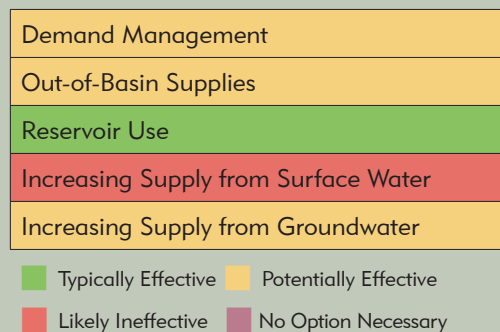 Demand Management
Out-of-Basin Supplies
Reservoir Use
Increasing Supply from Surface Water
Increasing Supply from Groundwater
Typically Effective Potentially Effective
Likely Ineffective No Option Necessary